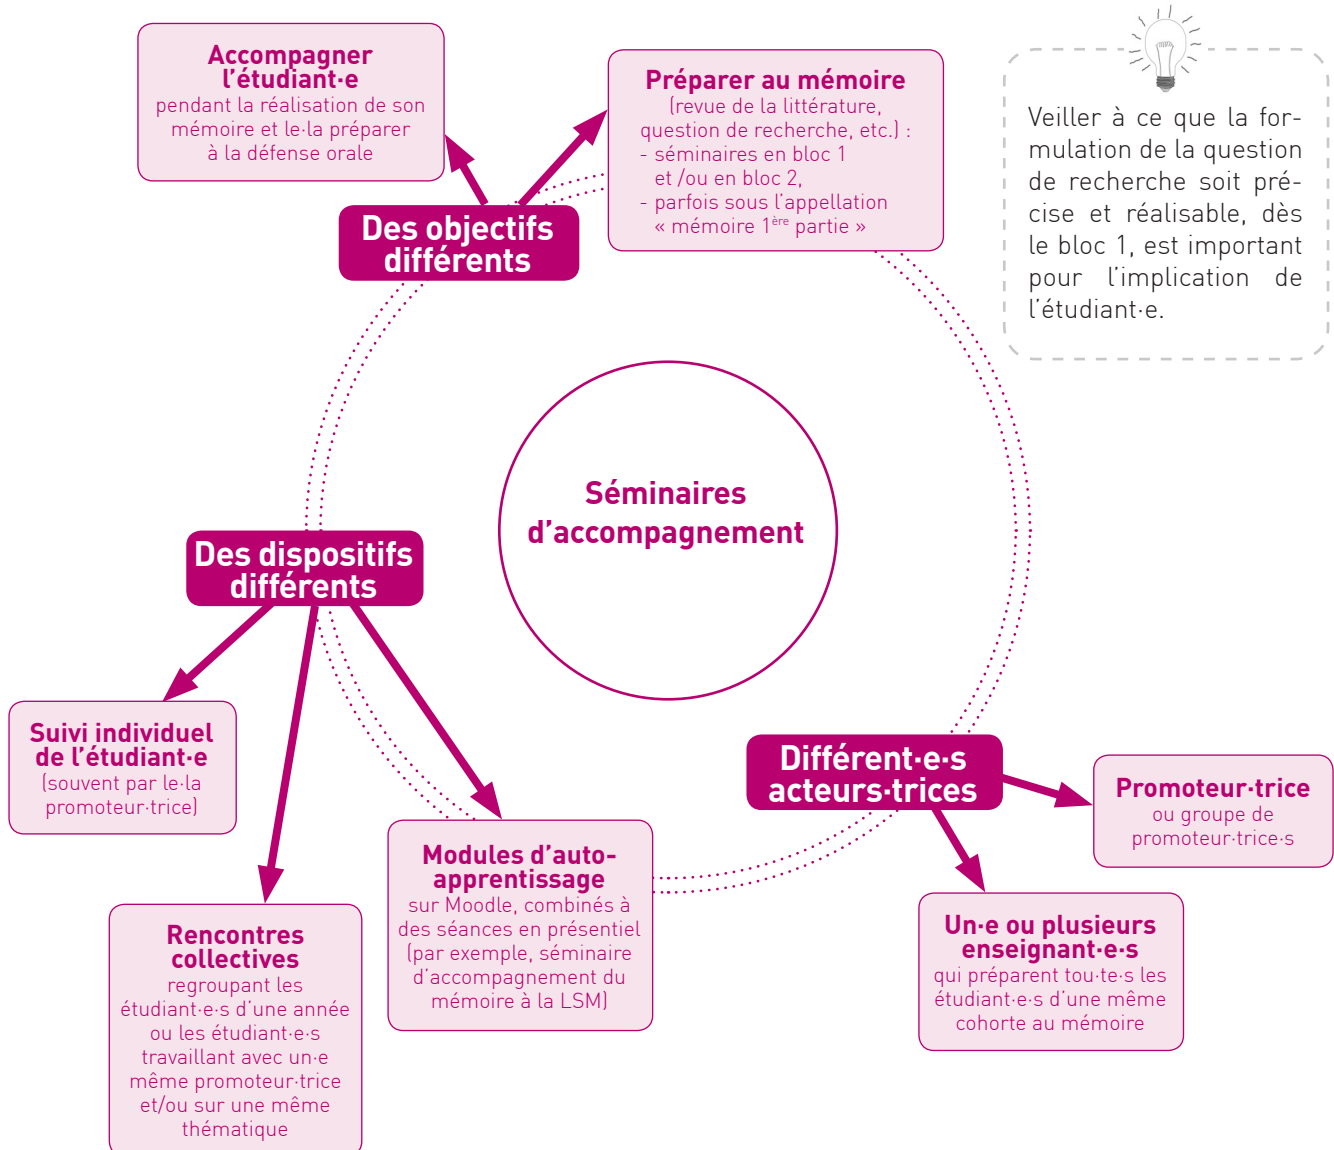 Accompagner
l’étudiant·e
pendant la réalisation de son
mémoire et le·la préparer
à la défense orale
Préparer au mémoire
(revue de la littérature,
question de recherche, etc.) :
- séminaires en bloc 1
et /ou en bloc 2,
- parfois sous l’appellation
« mémoire 1ère partie »
Veiller à ce que la for-
mulation de la question
de recherche soit pré-
cise et réalisable, dès
le bloc 1, est important
pour l’implication de
l’étudiant·e.
Des objectifs
différents
Séminaires
d’accompagnement
Des dispositifs
différents
Suivi individuel
de l’étudiant·e
(souvent par le·la
promoteur·trice)
Rencontres
collectives
regroupant les
étudiant·e·s d’une année
ou les étudiant·e·s
travaillant avec un·e
même promoteur·trice
et/ou sur une même
thématique
Modules d’auto-
apprentissage
sur Moodle, combinés à
des séances en présentiel
(par exemple, séminaire
d’accompagnement du
mémoire à la LSM)
Différent·e·s
acteurs·trices
Promoteur·trice
ou groupe de
promoteur·trice·s
Un·e ou plusieurs
enseignant·e·s
qui préparent tou·te·s les
étudiant·e·s d’une même
cohorte au mémoire